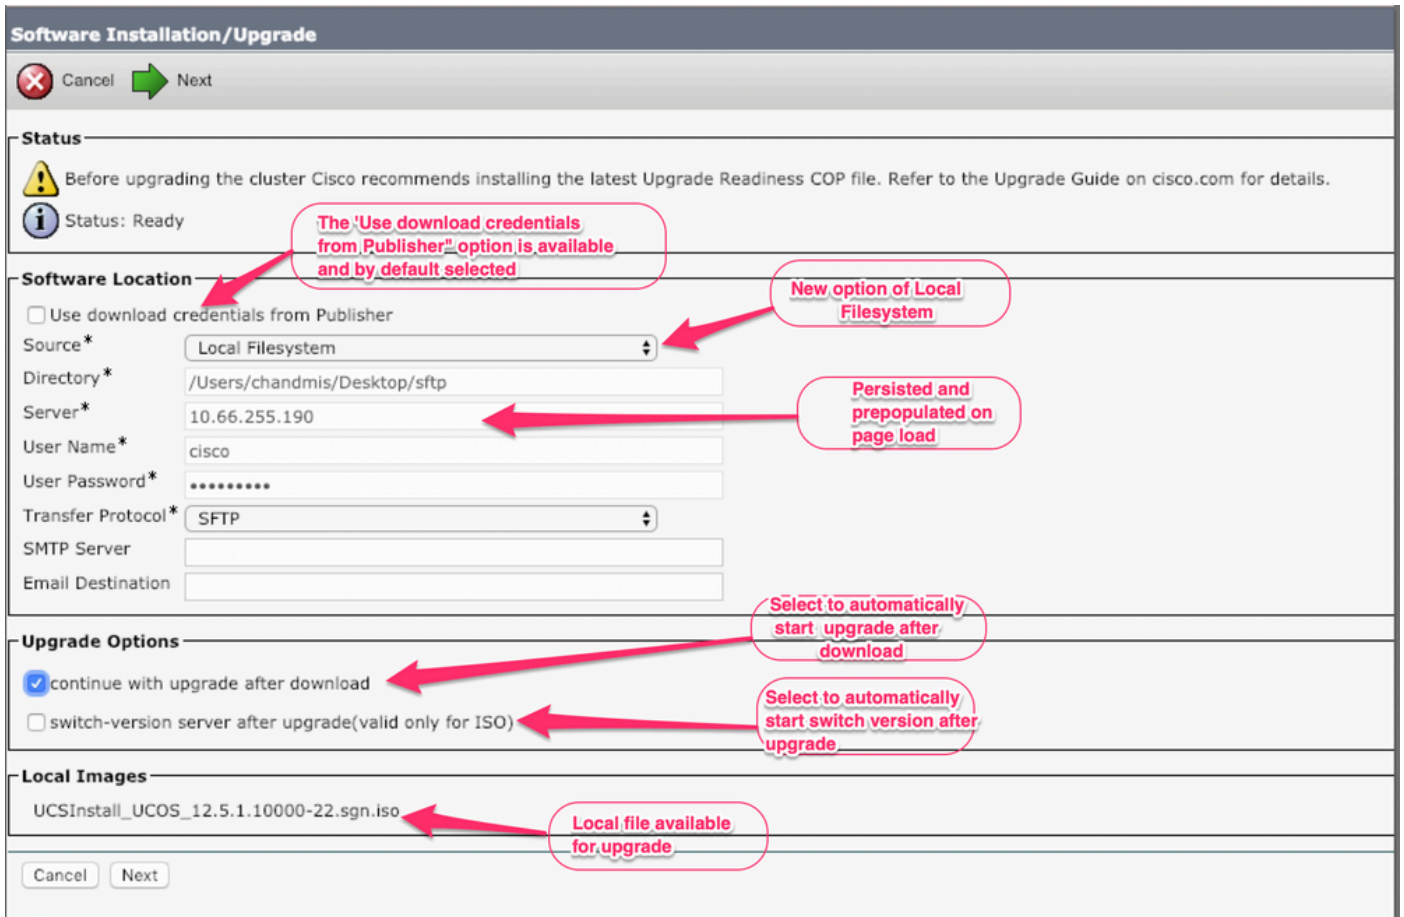 Software Installation/Upgrade
Cancel Next
Status
Before upgrading the cluster Cisco recommends installing the latest Upgrade Readiness COP file. Refer to the Upgrade Guide on cisco.com for details.
Status: Ready
The 'Use download credentials
from Publisher" option is available
and by default selected
Software Location
New option of Local
Filesystem
Use download credentials from Publisher
Source* Local Filesystem
Directory* /Users/chandmis/Desktop/sftp
Persisted and
prepopulated on
page load
Server* 10.66.255.190
User Name* cisco
User Password* •••••••••
Transfer Protocol* SFTP
SMTP Server
Email Destination
Select to automatically
start upgrade after
download
Upgrade Options
continue with upgrade after download
Select to automatically
start switch version after
upgrade
switch-version server after upgrade(valid only for ISO)
Local Images
UCSInstall_UCOS_12.5.1.10000-22.sgn.iso
Local file available
for upgrade
Cancel Next